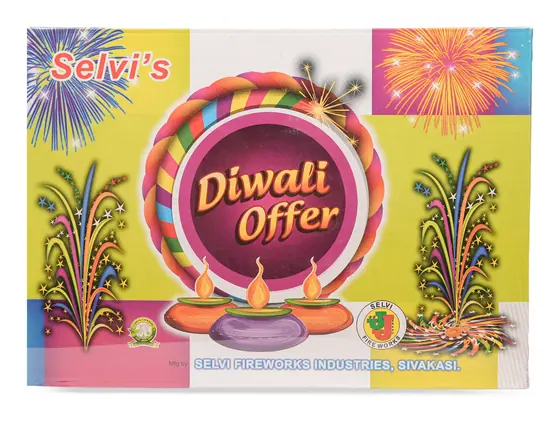 Selvi's
Diwali
Offer
SELVI
FIRE WORKS
Mfg by
SELVI FIREWORKS INDUSTRIES, SIVAKASI.